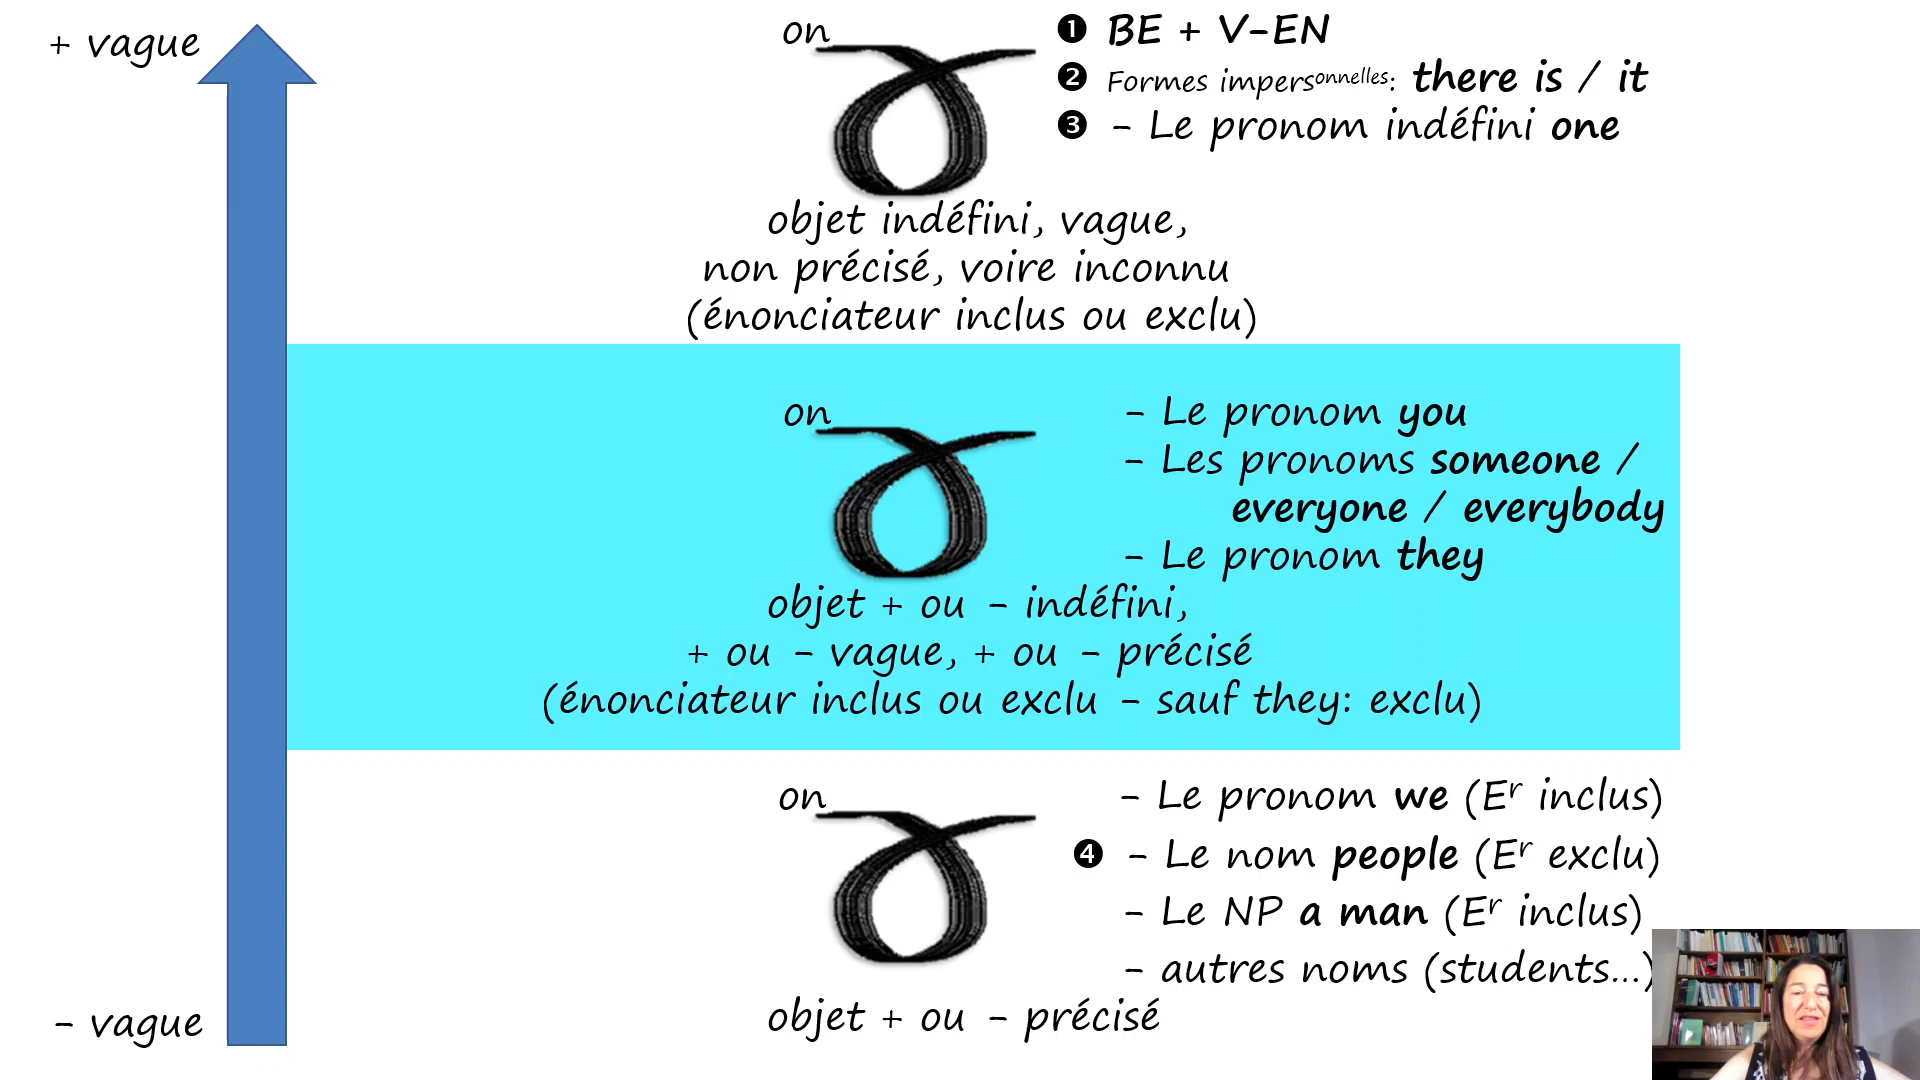 + vague
on
❶ BE + V-EN
❷ Formes impersonnelles: there is / it
❸ - Le pronom indéfini one
objet indéfini, vague,
non précisé, voire inconnu
(énonciateur inclus ou exclu)
on
- Le pronom you
- Les pronoms someone /
everyone / everybody
- Le pronom they
objet + ou - indéfini,
+ ou - vague, + ou - précisé
(énonciateur inclus ou exclu - sauf they: exclu)
on
- Le pronom we (Er inclus)
❹ - Le nom people (Er exclu)
- Le NP a man (Er inclus)
- autres noms (students...)
objet + ou - précisé
- vague